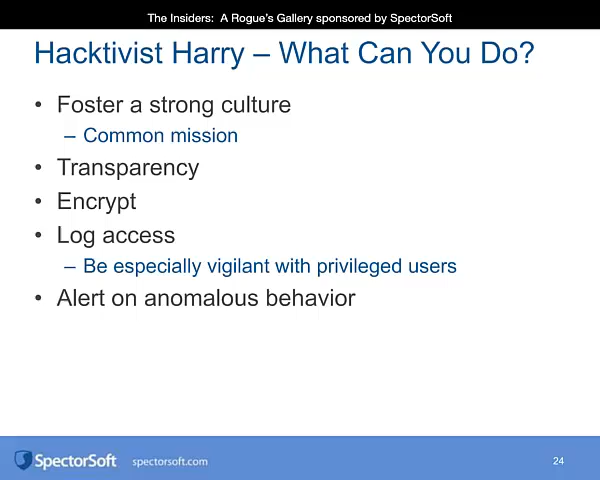 The Insiders:  A Rogue's Gallery sponsored by SpectorSoft
Hacktivist Harry – What Can You Do?
• Foster a strong culture
– Common mission
• Transparency
• Encrypt
• Log access
– Be especially vigilant with privileged users
• Alert on anomalous behavior
SpectorSoft spectorsoft.com 24